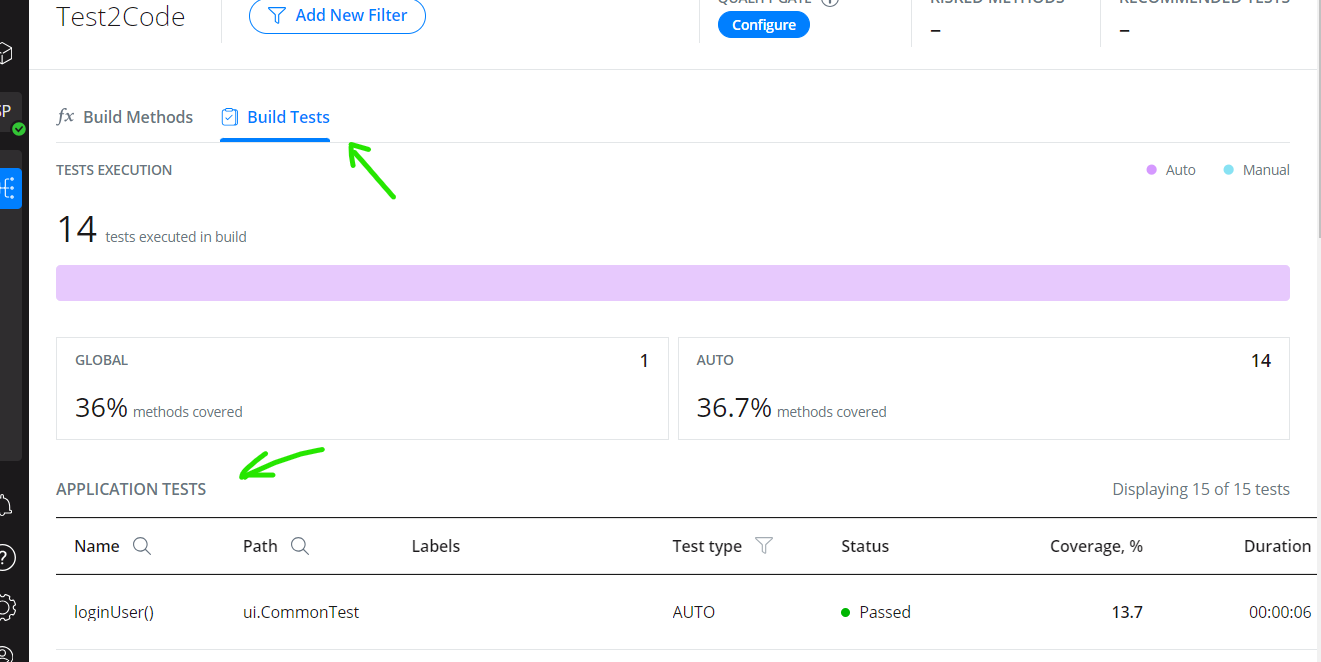 Test2Code
Add New Filter
QUALITY GATE
Configure
RISKED METHODS
–
RECOMMENDED TESTS
–
SP
fx Build Methods
Build Tests
TESTS EXECUTION
Auto
Manual
14 tests executed in build
GLOBAL 1
36% methods covered
AUTO 14
36.7% methods covered
APPLICATION TESTS
Displaying 15 of 15 tests
Name Path Labels Test type Status Coverage, % Duration
loginUser() ui.CommonTest AUTO Passed 13.7 00:00:06